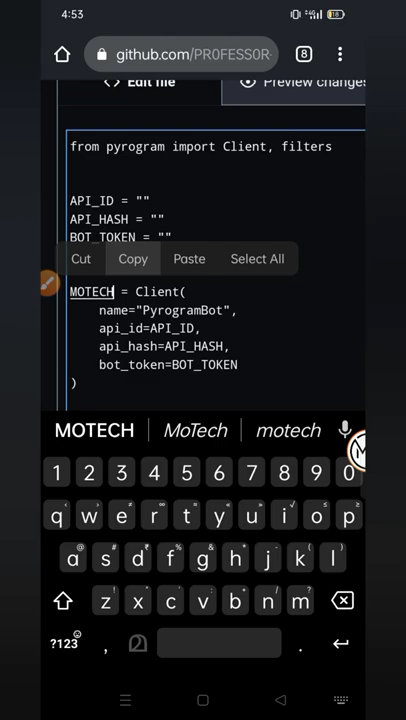 4:53
18
github.com/PR0FESS0R-
8
<> Edit file
Preview changes
from pyrogram import Client, filters
API_ID = ""
API_HASH = ""
BOT_TOKEN = ""
Cut
Copy
Paste
Select All
MOTECH = Client(
name="PyrogramBot",
api_id=API_ID,
api_hash=API_HASH,
bot_token=BOT_TOKEN
)
MOTECH
MoTech
motech
1 2 3 4 5 6 7 8 9 0
q w e r t y u i o p
a s d f g h j k l
z x c v b n m
?123 , .